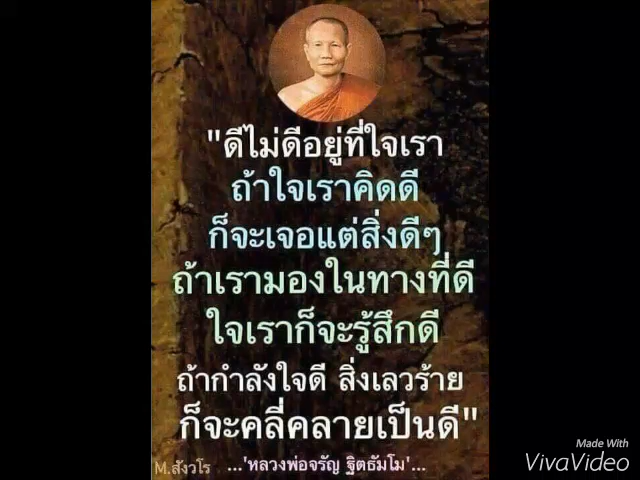 "ดีไม่ดีอยู่ที่ใจเรา
ถ้าใจเราคิดดี
ก็จะเจอแต่สิ่งดีๆ
ถ้าเรามองในทางที่ดี
ใจเราก็จะรู้สึกดี
ถ้ากำลังใจดี สิ่งเลวร้าย
ก็จะคลี่คลายเป็นดี"
...'หลวงพ่อจรัญ ฐิตธัมโม'...
M.สังวโร
Made With
VivaVideo